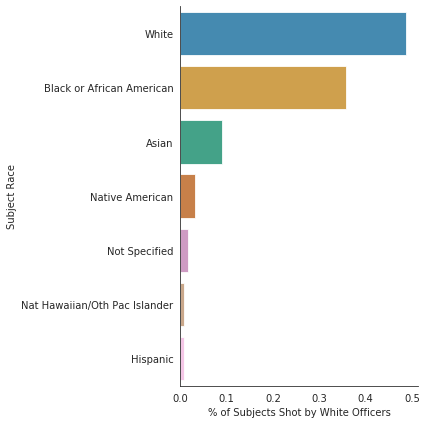 White
Black or African American
Asian
Native American
Not Specified
Nat Hawaiian/Oth Pac Islander
Hispanic
Subject Race
0.0 0.1 0.2 0.3 0.4 0.5
% of Subjects Shot by White Officers